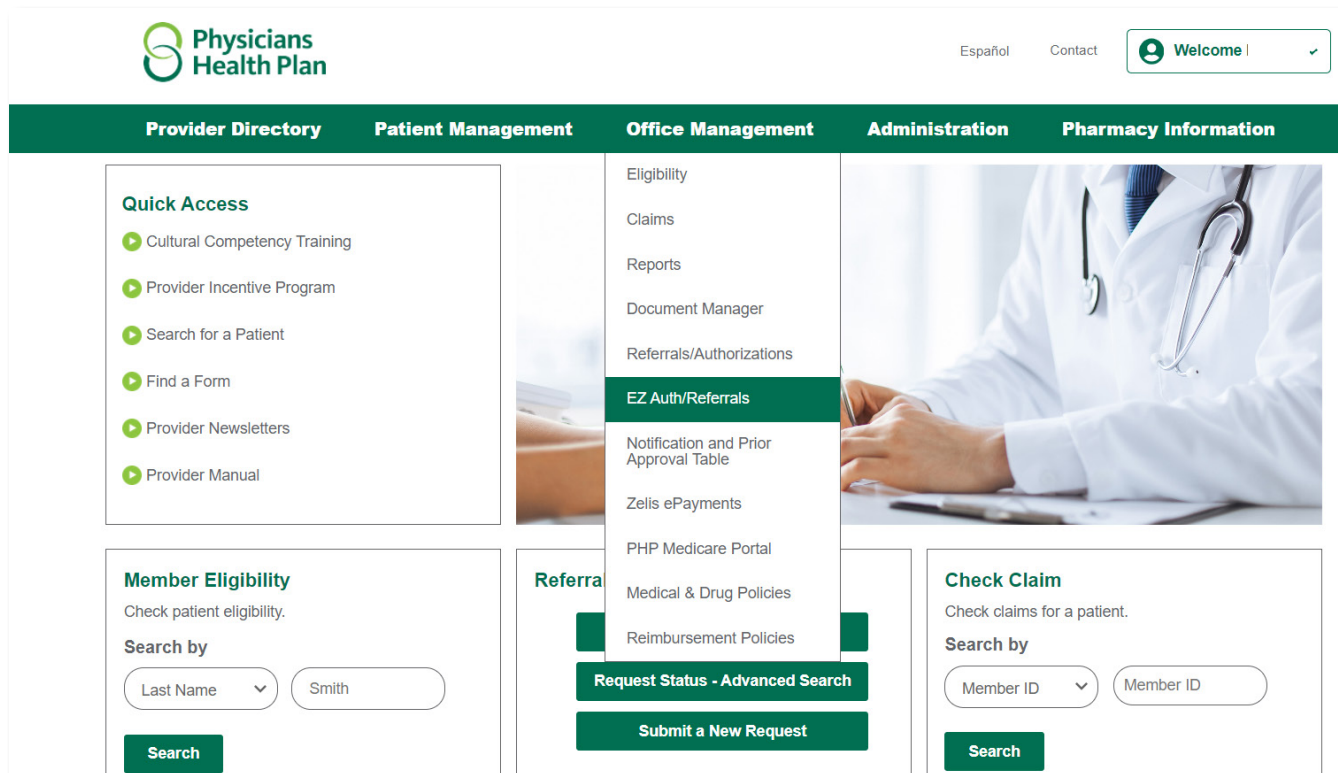 Physicians
Health Plan
Español
Contact
Welcome
Provider Directory
Patient Management
Office Management
Administration
Pharmacy Information
Quick Access
Cultural Competency Training
Provider Incentive Program
Search for a Patient
Find a Form
Provider Newsletters
Provider Manual
Eligibility
Claims
Reports
Document Manager
Referrals/Authorizations
EZ Auth/Referrals
Notification and Prior
Approval Table
Zelis ePayments
PHP Medicare Portal
Medical & Drug Policies
Reimbursement Policies
Member Eligibility
Check patient eligibility.
Search by
Last Name
Smith
Search
Referra
Request Status - Advanced Search
Submit a New Request
Check Claim
Check claims for a patient.
Search by
Member ID
Member ID
Search